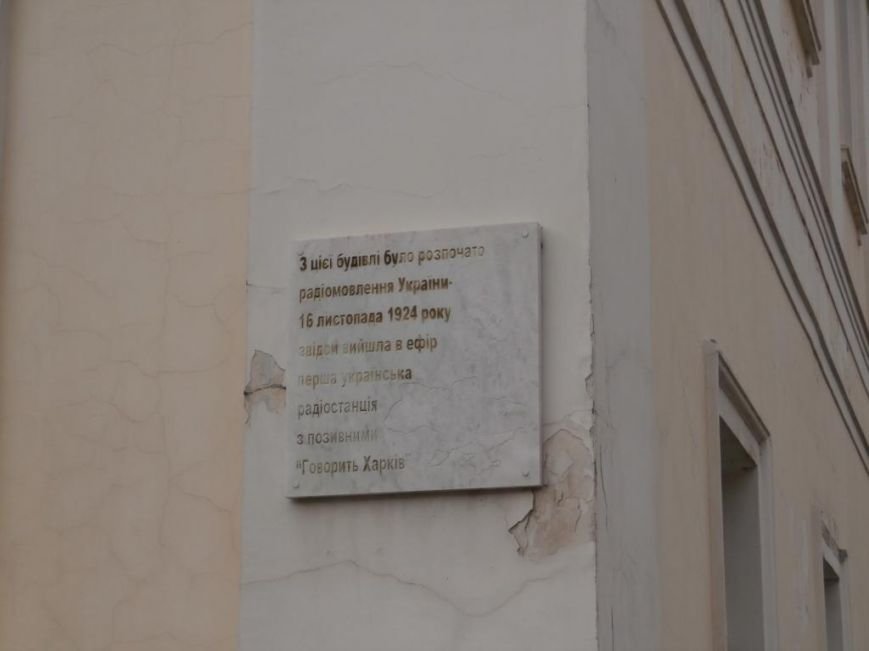 З цієї будівлі було розпочато
радіомовлення України-
16 листопада 1924 року
звідси вийшла в ефір
перша українська
радіостанція
з позивними
"Говорить Харків"